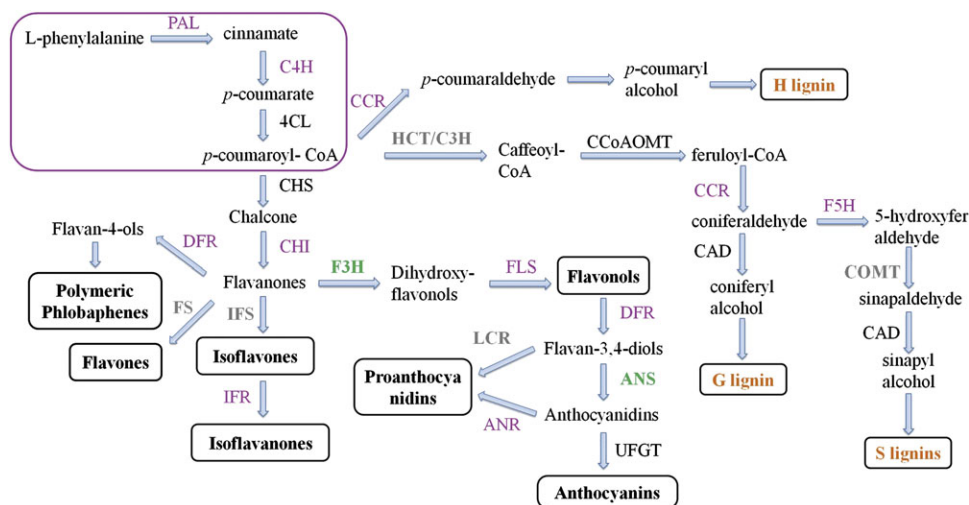 L-phenylalanine
PAL
cinnamate
C4H
p-coumarate
4CL
p-coumaroyl- CoA
CCR
p-coumaraldehyde
p-coumaryl
alcohol
H lignin
HCT/C3H
Caffeoyl-
CoA
CCoAOMT
feruloyl-CoA
CHS
Chalcone
CHI
CCR
coniferaldehyde
F5H
5-hydroxyfer
aldehyde
Flavan-4-ols
DFR
Flavanones
F3H
Dihydroxy-
flavonols
FLS
Flavonols
CAD
COMT
Polymeric
Phlobaphenes
FS
IFS
coniferyl
alcohol
sinapaldehyde
DFR
Flavones
Isoflavones
LCR
Flavan-3,4-diols
CAD
sinapyl
alcohol
Proanthocya
nidins
ANS
G lignin
IFR
ANR
Anthocyanidins
Isoflavanones
UFGT
S lignins
Anthocyanins